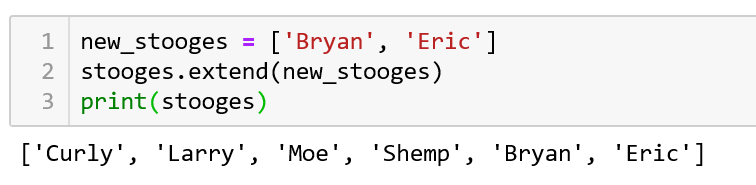 1 new_stooges = ['Bryan', 'Eric']
2 stooges.extend(new_stooges)
3 print(stooges)
['Curly', 'Larry', 'Moe', 'Shemp', 'Bryan', 'Eric']